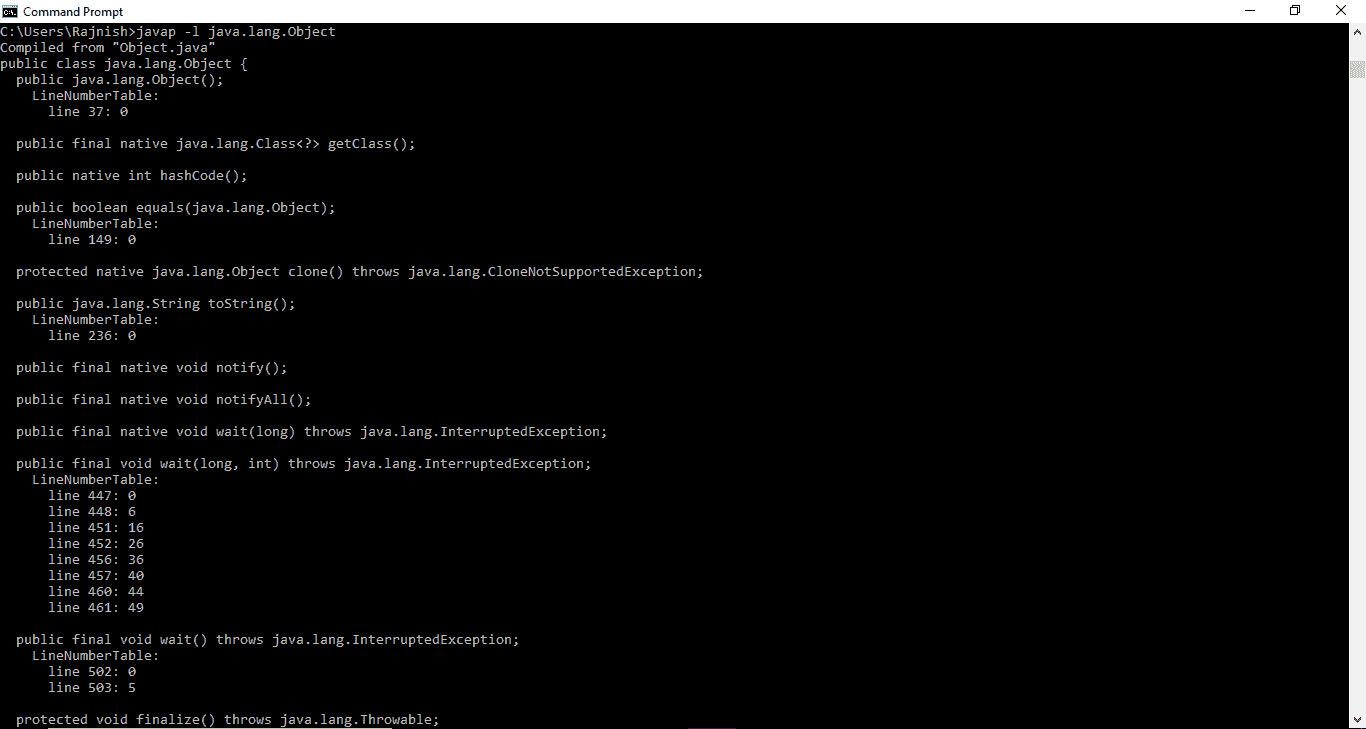 Command Prompt
C:\Users\Rajnish>javap -l java.lang.Object
Compiled from "Object.java"
public class java.lang.Object {
  public java.lang.Object();
    LineNumberTable:
      line 37: 0

  public final native java.lang.Class<?> getClass();

  public native int hashCode();

  public boolean equals(java.lang.Object);
    LineNumberTable:
      line 149: 0

  protected native java.lang.Object clone() throws java.lang.CloneNotSupportedException;

  public java.lang.String toString();
    LineNumberTable:
      line 236: 0

  public final native void notify();

  public final native void notifyAll();

  public final native void wait(long) throws java.lang.InterruptedException;

  public final void wait(long, int) throws java.lang.InterruptedException;
    LineNumberTable:
      line 447: 0
      line 448: 6
      line 451: 16
      line 452: 26
      line 456: 36
      line 457: 40
      line 460: 44
      line 461: 49

  public final void wait() throws java.lang.InterruptedException;
    LineNumberTable:
      line 502: 0
      line 503: 5

  protected void finalize() throws java.lang.Throwable;